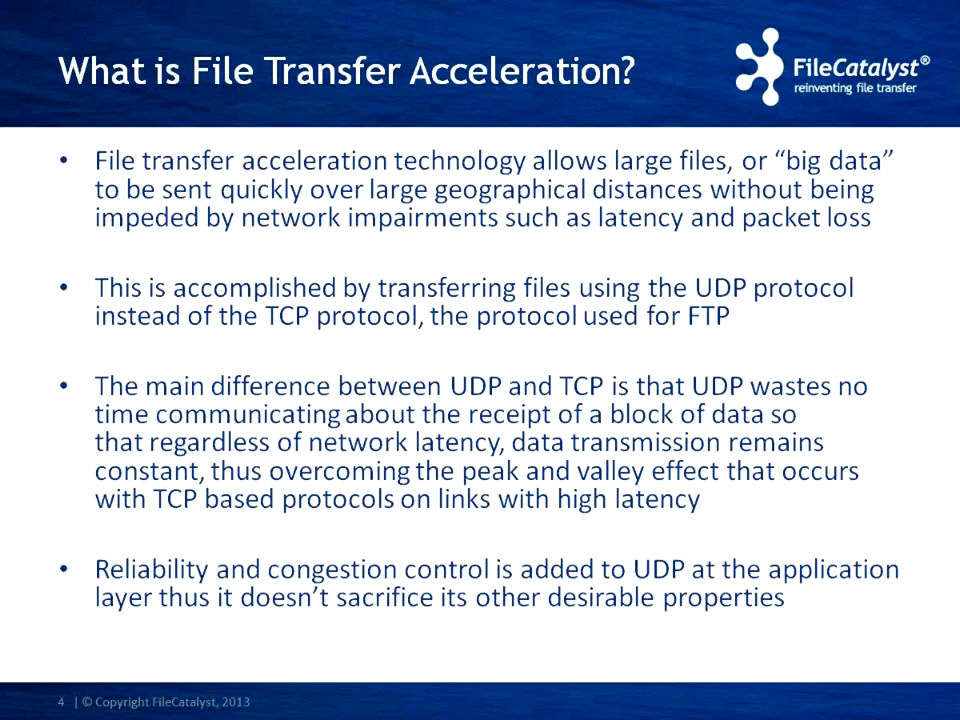 What is File Transfer Acceleration?
FileCatalyst®
reinventing file transfer
• File transfer acceleration technology allows large files, or “big data”
to be sent quickly over large geographical distances without being
impeded by network impairments such as latency and packet loss
• This is accomplished by transferring files using the UDP protocol
instead of the TCP protocol, the protocol used for FTP
• The main difference between UDP and TCP is that UDP wastes no
time communicating about the receipt of a block of data so
that regardless of network latency, data transmission remains
constant, thus overcoming the peak and valley effect that occurs
with TCP based protocols on links with high latency
• Reliability and congestion control is added to UDP at the application
layer thus it doesn’t sacrifice its other desirable properties
4 | © Copyright FileCatalyst, 2013